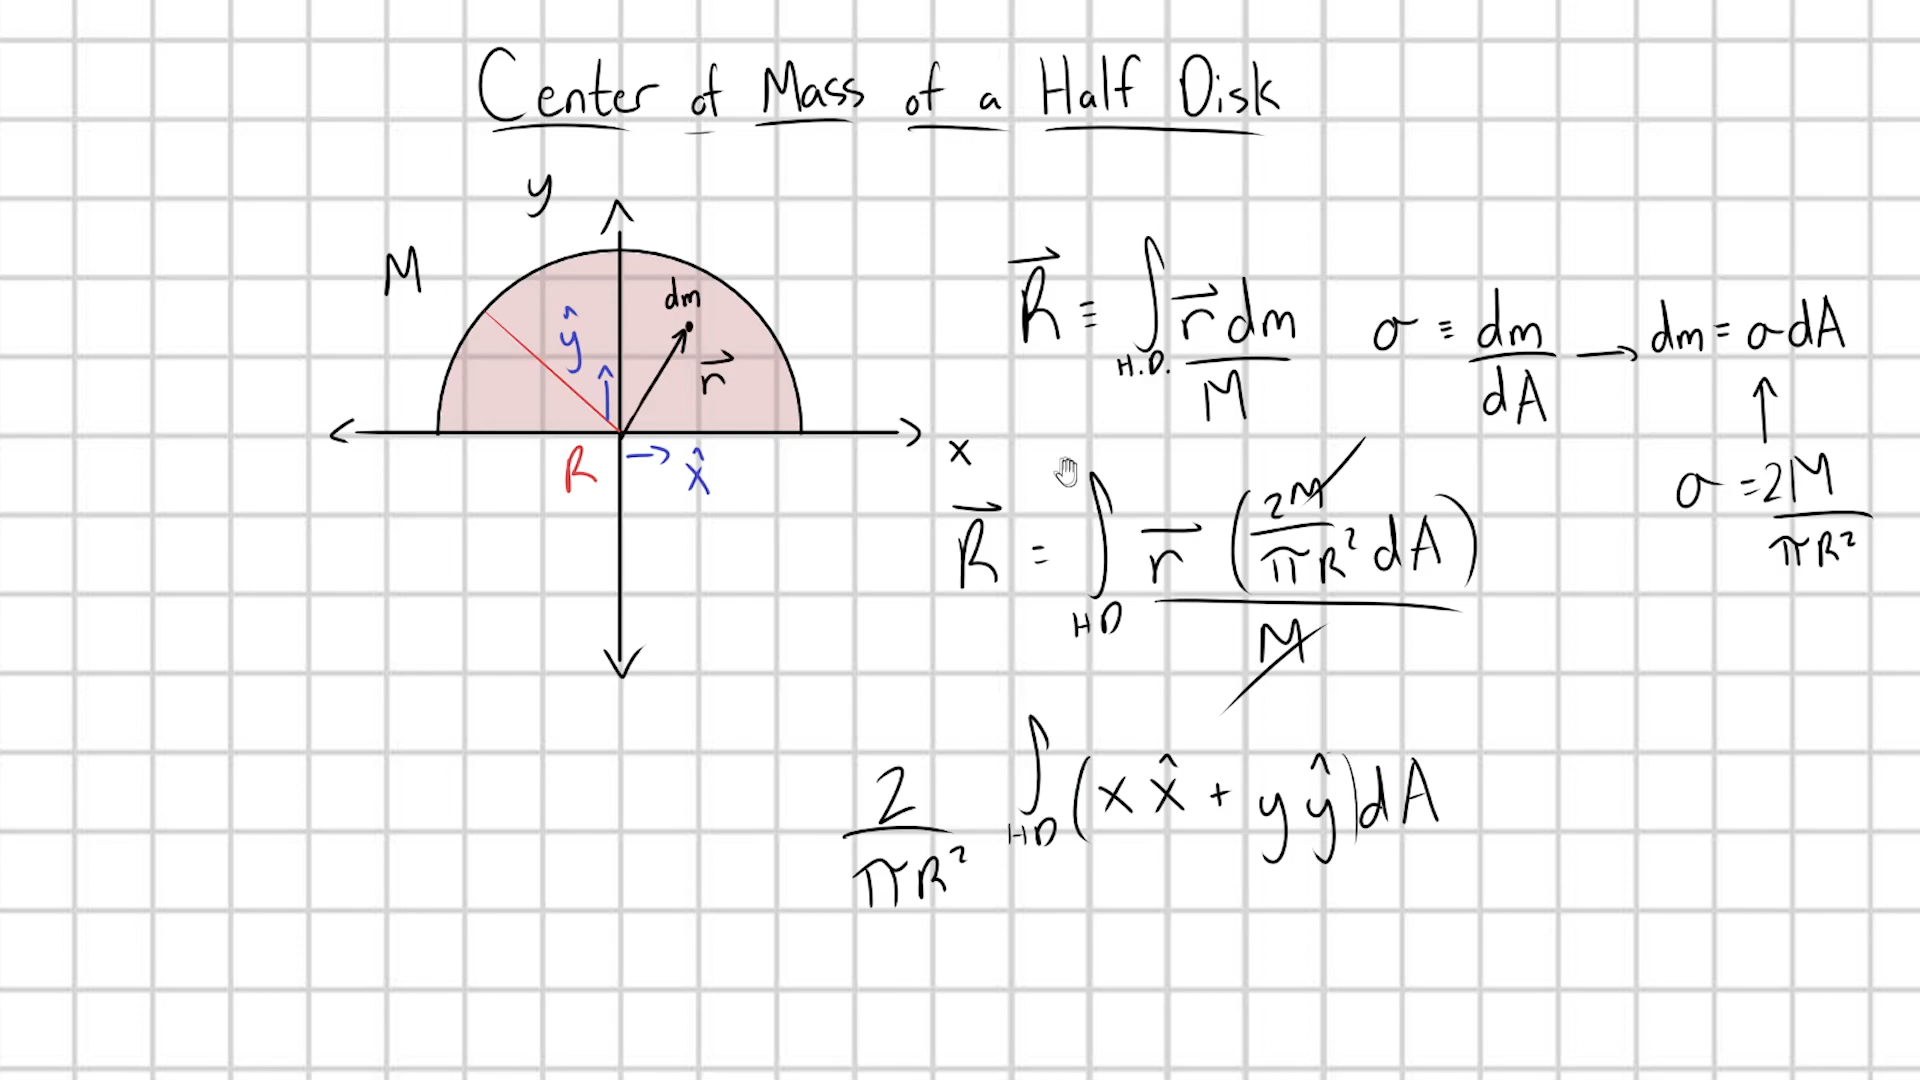 Center of Mass of a Half Disk
y
M
dm
ŷ
r⃗
x
R
x̂
R⃗ ≡ ∫_{H.D.} r⃗ dm / M
σ ≡ dm / dA → dm = σ dA
↑
σ = 2M / πR²
R⃗ = ∫_{HD} r⃗ (2M / πR² dA) / M
2 / πR² ∫_{HD} (x x̂ + y ŷ) dA